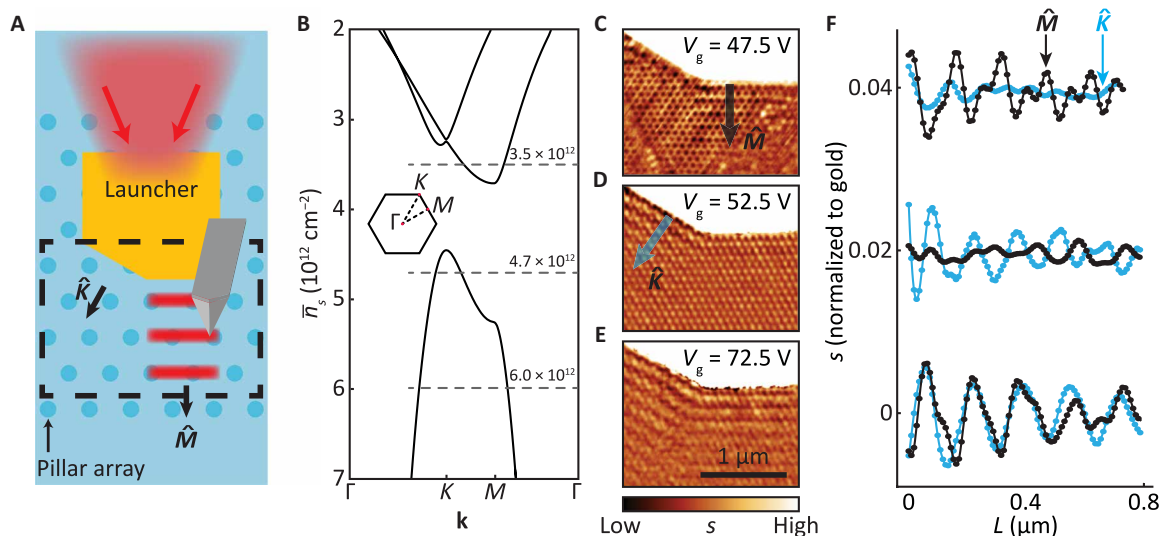 A
Launcher
K̂
M̂
Pillar array
B
n̅s (10¹² cm⁻²)
2
3
4
5
6
7
3.5 × 10¹²
4.7 × 10¹²
6.0 × 10¹²
K
M
Γ
Γ K M Γ
k
C
Vg = 47.5 V
M̂
D
Vg = 52.5 V
K̂
E
Vg = 72.5 V
1 μm
Low s High
F
M̂ K̂
s (normalized to gold)
0.04
0.02
0
0 0.4 0.8
L (μm)